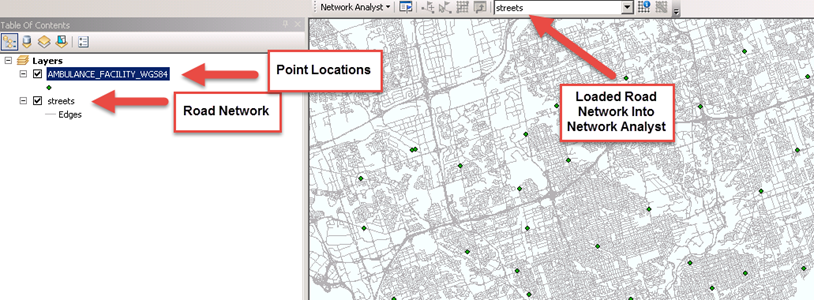 Table Of Contents
Layers
AMBULANCE_FACILITY_WGS84
streets
Edges
Point Locations
Road Network
Network Analyst
streets
Loaded Road
Network Into
Network Analyst